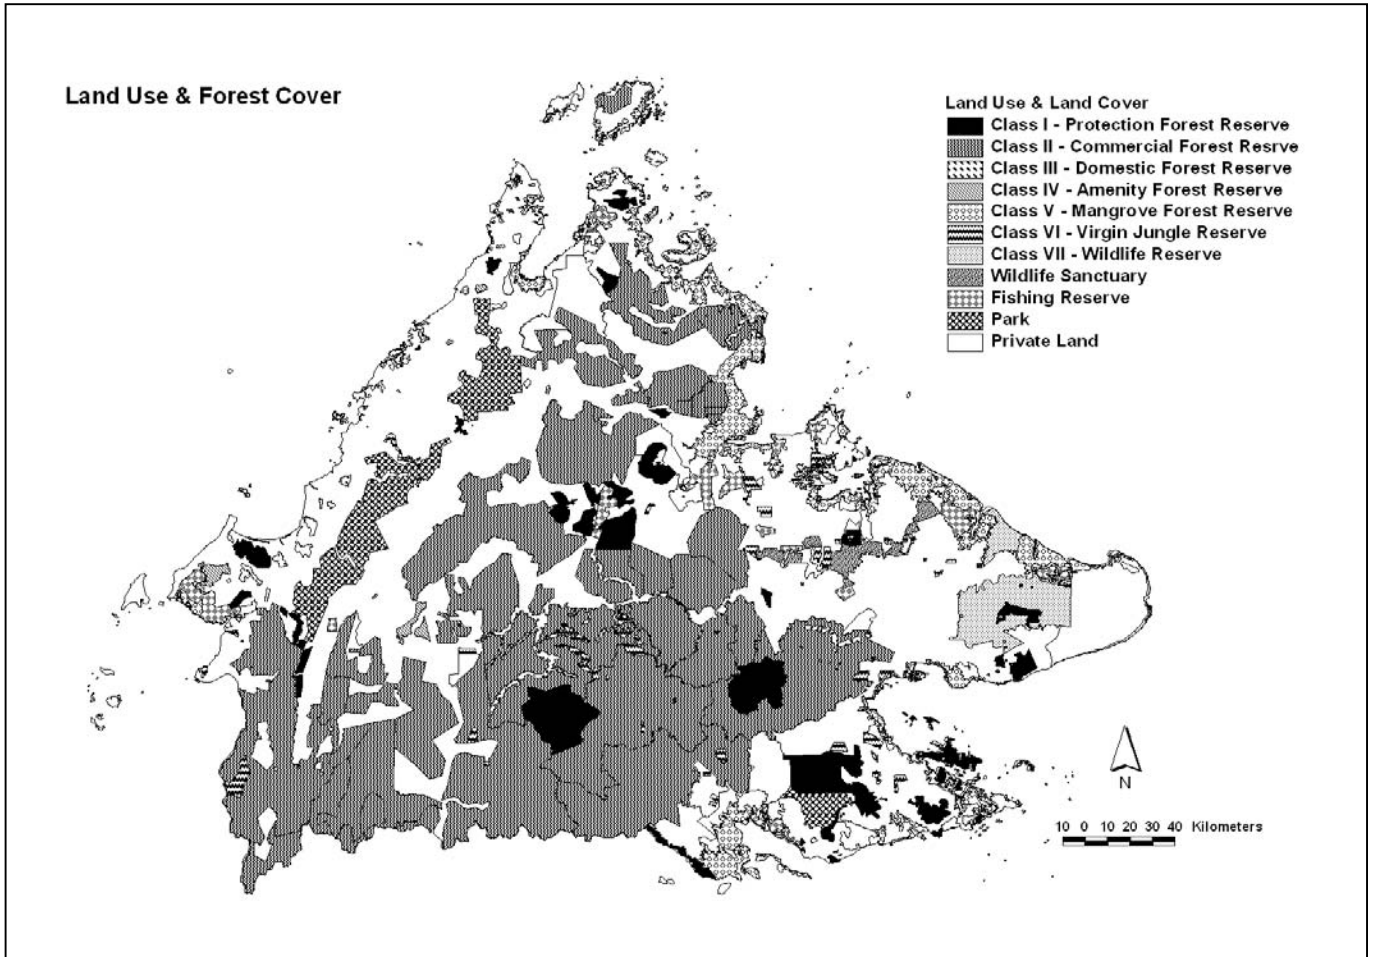 Land Use & Forest Cover
Land Use & Land Cover
Class I - Protection Forest Reserve
Class II - Commercial Forest Resrve
Class III - Domestic Forest Reserve
Class IV - Amenity Forest Reserve
Class V - Mangrove Forest Reserve
Class VI - Virgin Jungle Reserve
Class VII - Wildlife Reserve
Wildlife Sanctuary
Fishing Reserve
Park
Private Land
N
10 0 10 20 30 40 Kilometers